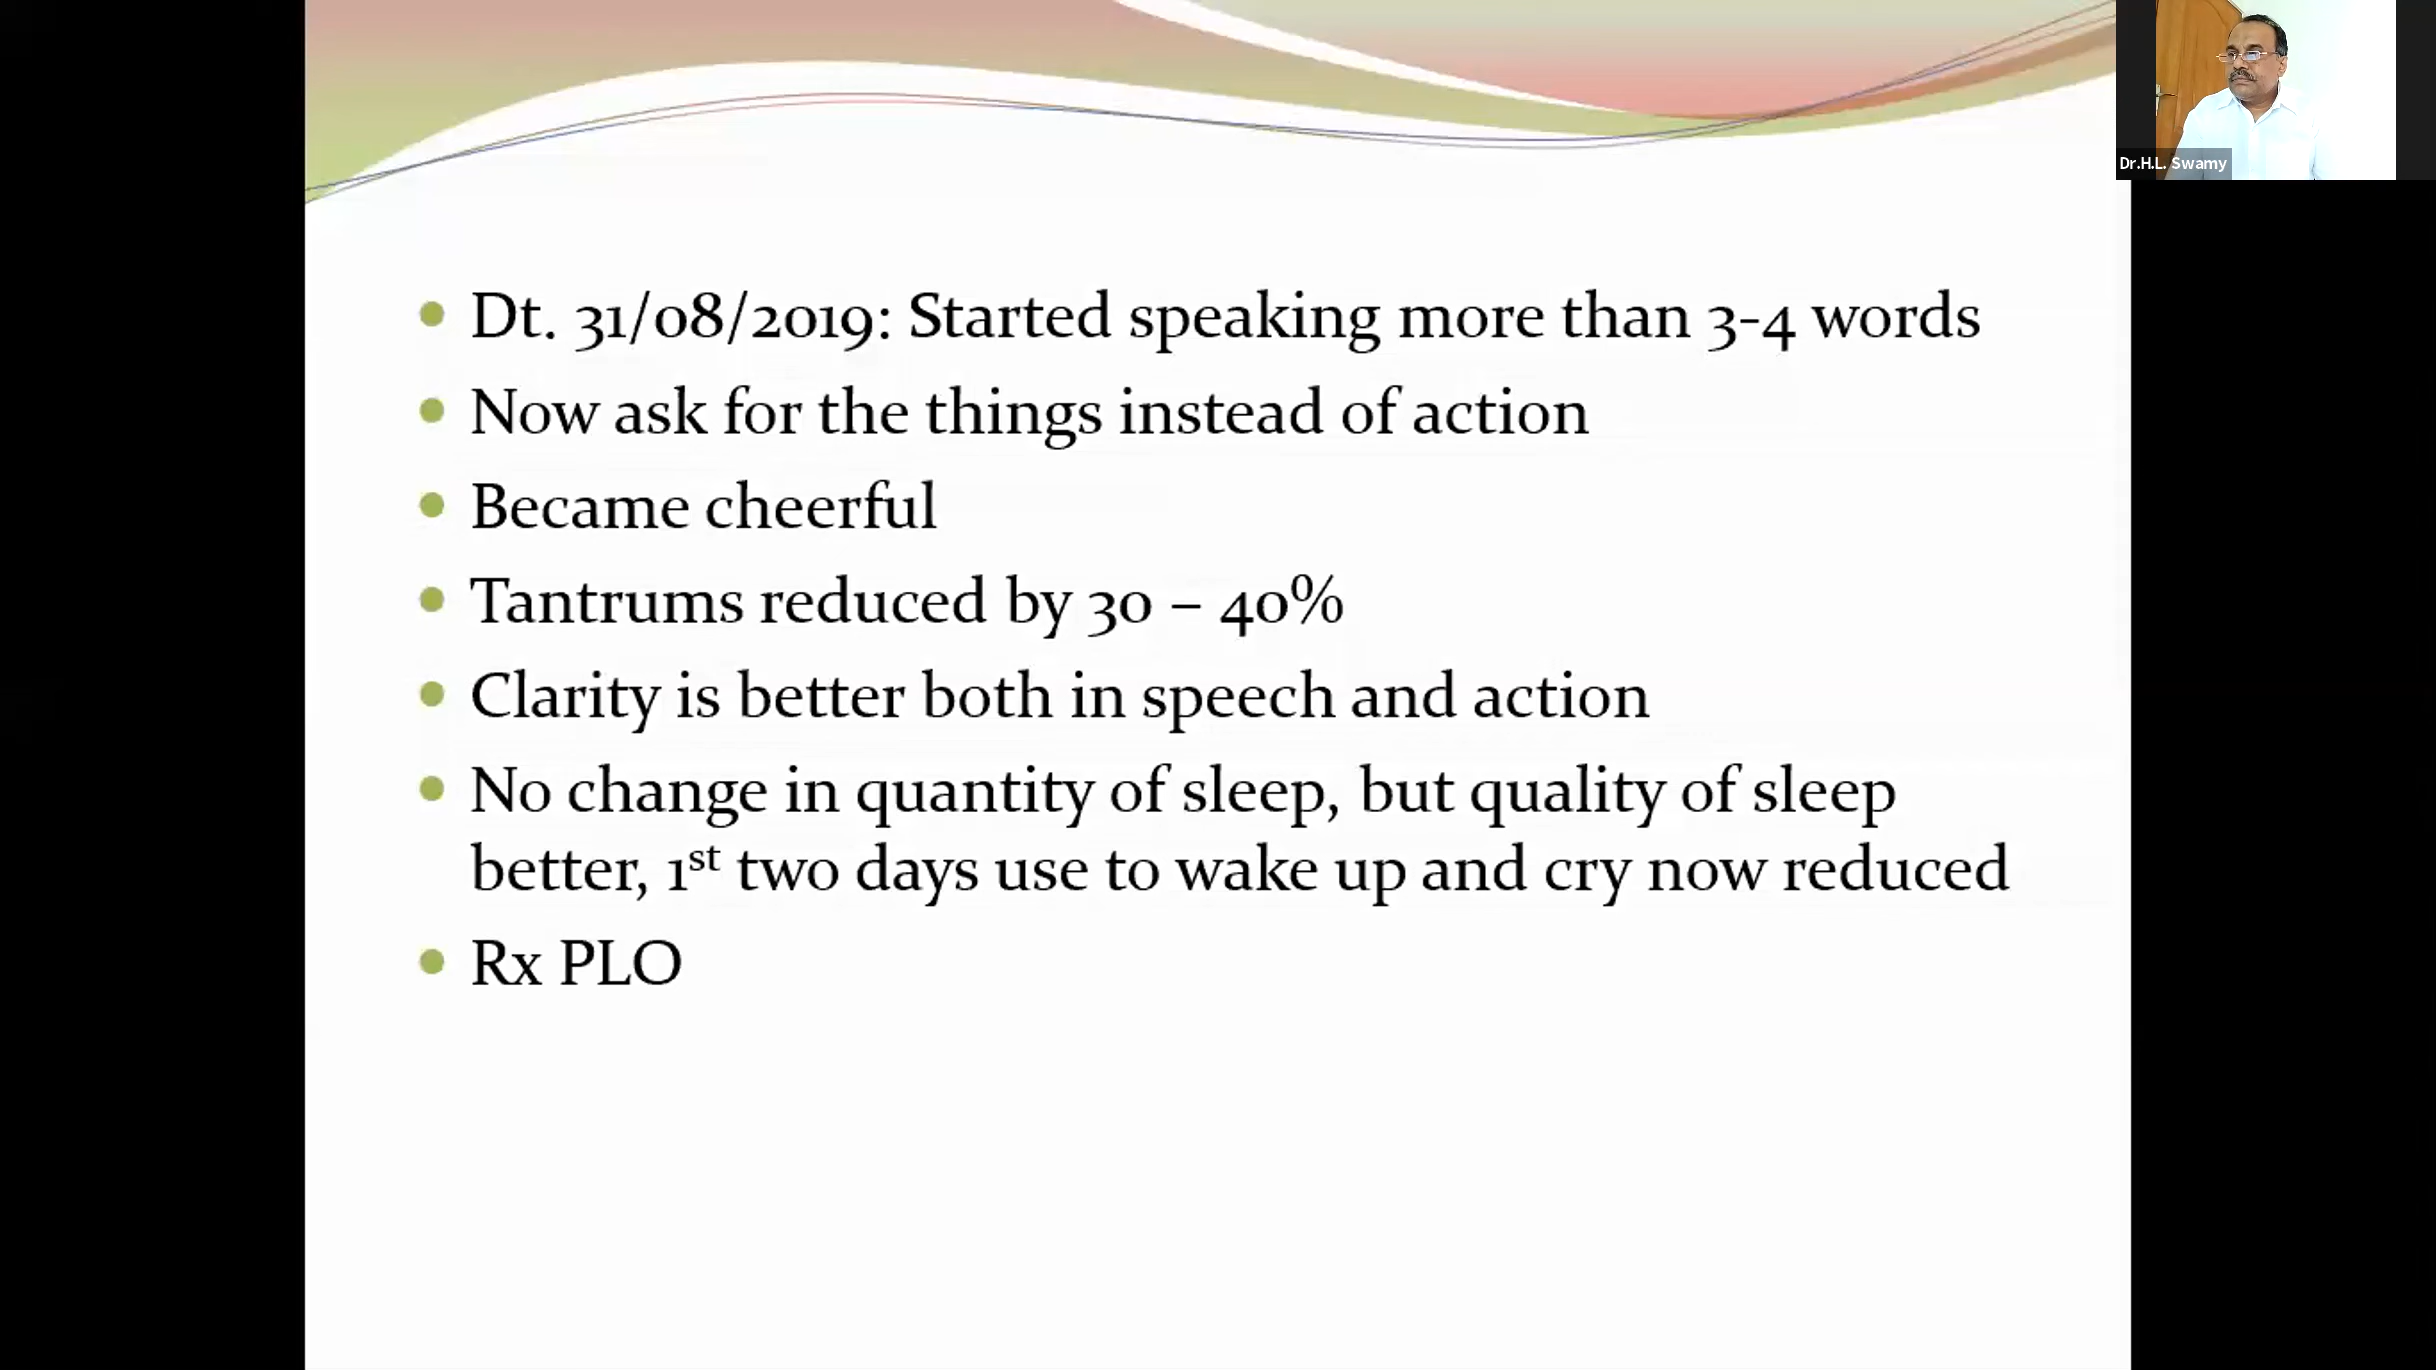 Dr.H.L. Swamy
Dt. 31/08/2019: Started speaking more than 3-4 words
Now ask for the things instead of action
Became cheerful
Tantrums reduced by 30 – 40%
Clarity is better both in speech and action
No change in quantity of sleep, but quality of sleep
better, 1st two days use to wake up and cry now reduced
Rx PLO